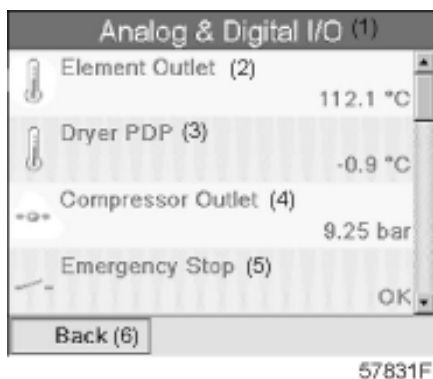 Analog & Digital I/O (1)
Element Outlet (2)
112.1 °C
Dryer PDP (3)
-0.9 °C
Compressor Outlet (4)
9.25 bar
Emergency Stop (5)
OK
Back (6)
57831F